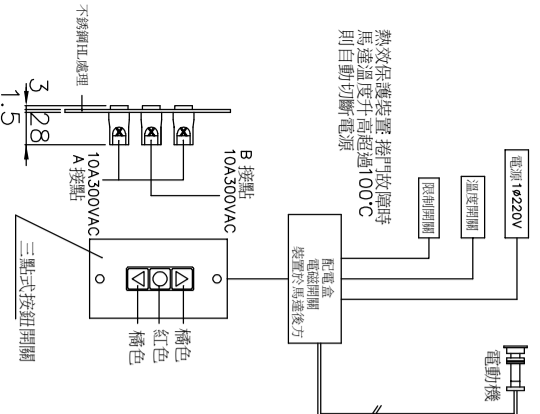 熱效保護裝置 捲門故障時
馬達溫度升高超過100°C
則自動切斷電源
電源1ø220V
溫度開關
限制開關
電動機
配電盒
電磁開關
裝置於馬達後方
不銹鋼HL處理
3
28
1.5
B 接點
10A300VAC
10A300VAC
A 接點
橘色
紅色
橘色
三點式按鈕開關